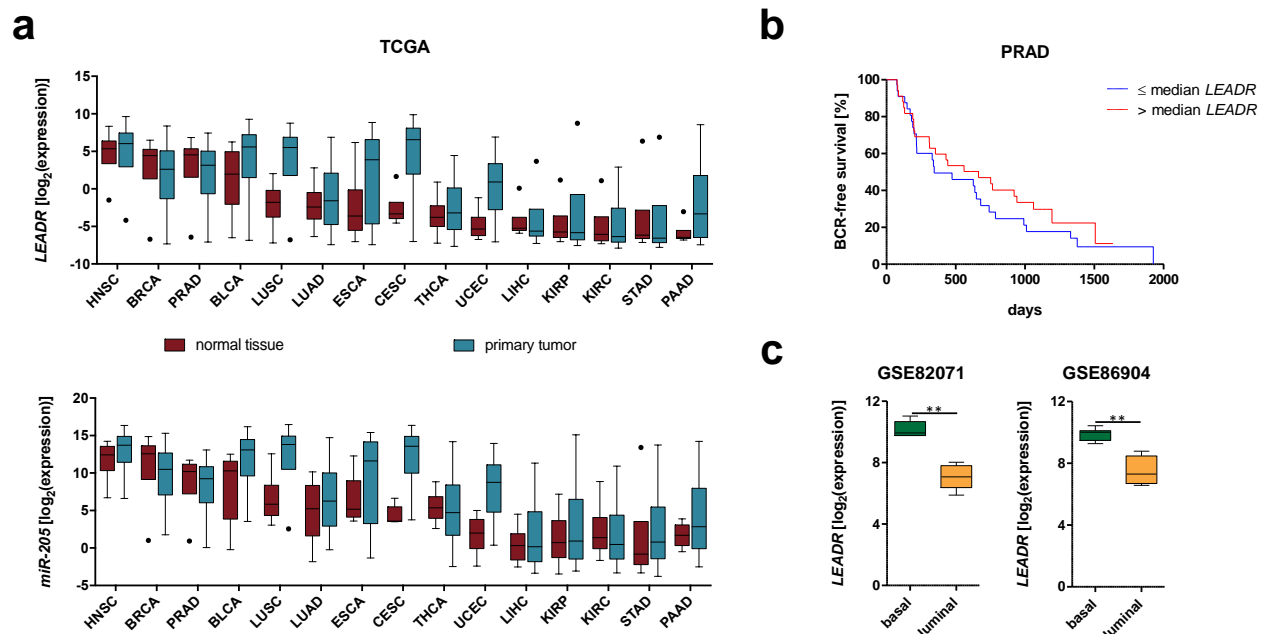 a
TCGA
LEADR [log2(expression)]
15
10
5
0
-5
-10
HNSC BRCA PRAD BLCA LUSC LUAD ESCA CESC THCA UCEC LIHC KIRP KIRC STAD PAAD
normal tissue primary tumor
miR-205 [log2(expression)]
20
15
10
5
0
-5
HNSC BRCA PRAD BLCA LUSC LUAD ESCA CESC THCA UCEC LIHC KIRP KIRC STAD PAAD
b
PRAD
≤ median LEADR
> median LEADR
BCR-free survival [%]
100
80
60
40
20
0
0 500 1000 1500 2000
days
c
GSE82071
LEADR [log2(expression)]
12
8
4
0
**
basal luminal
GSE86904
LEADR [log2(expression)]
12
8
4
0
**
basal luminal